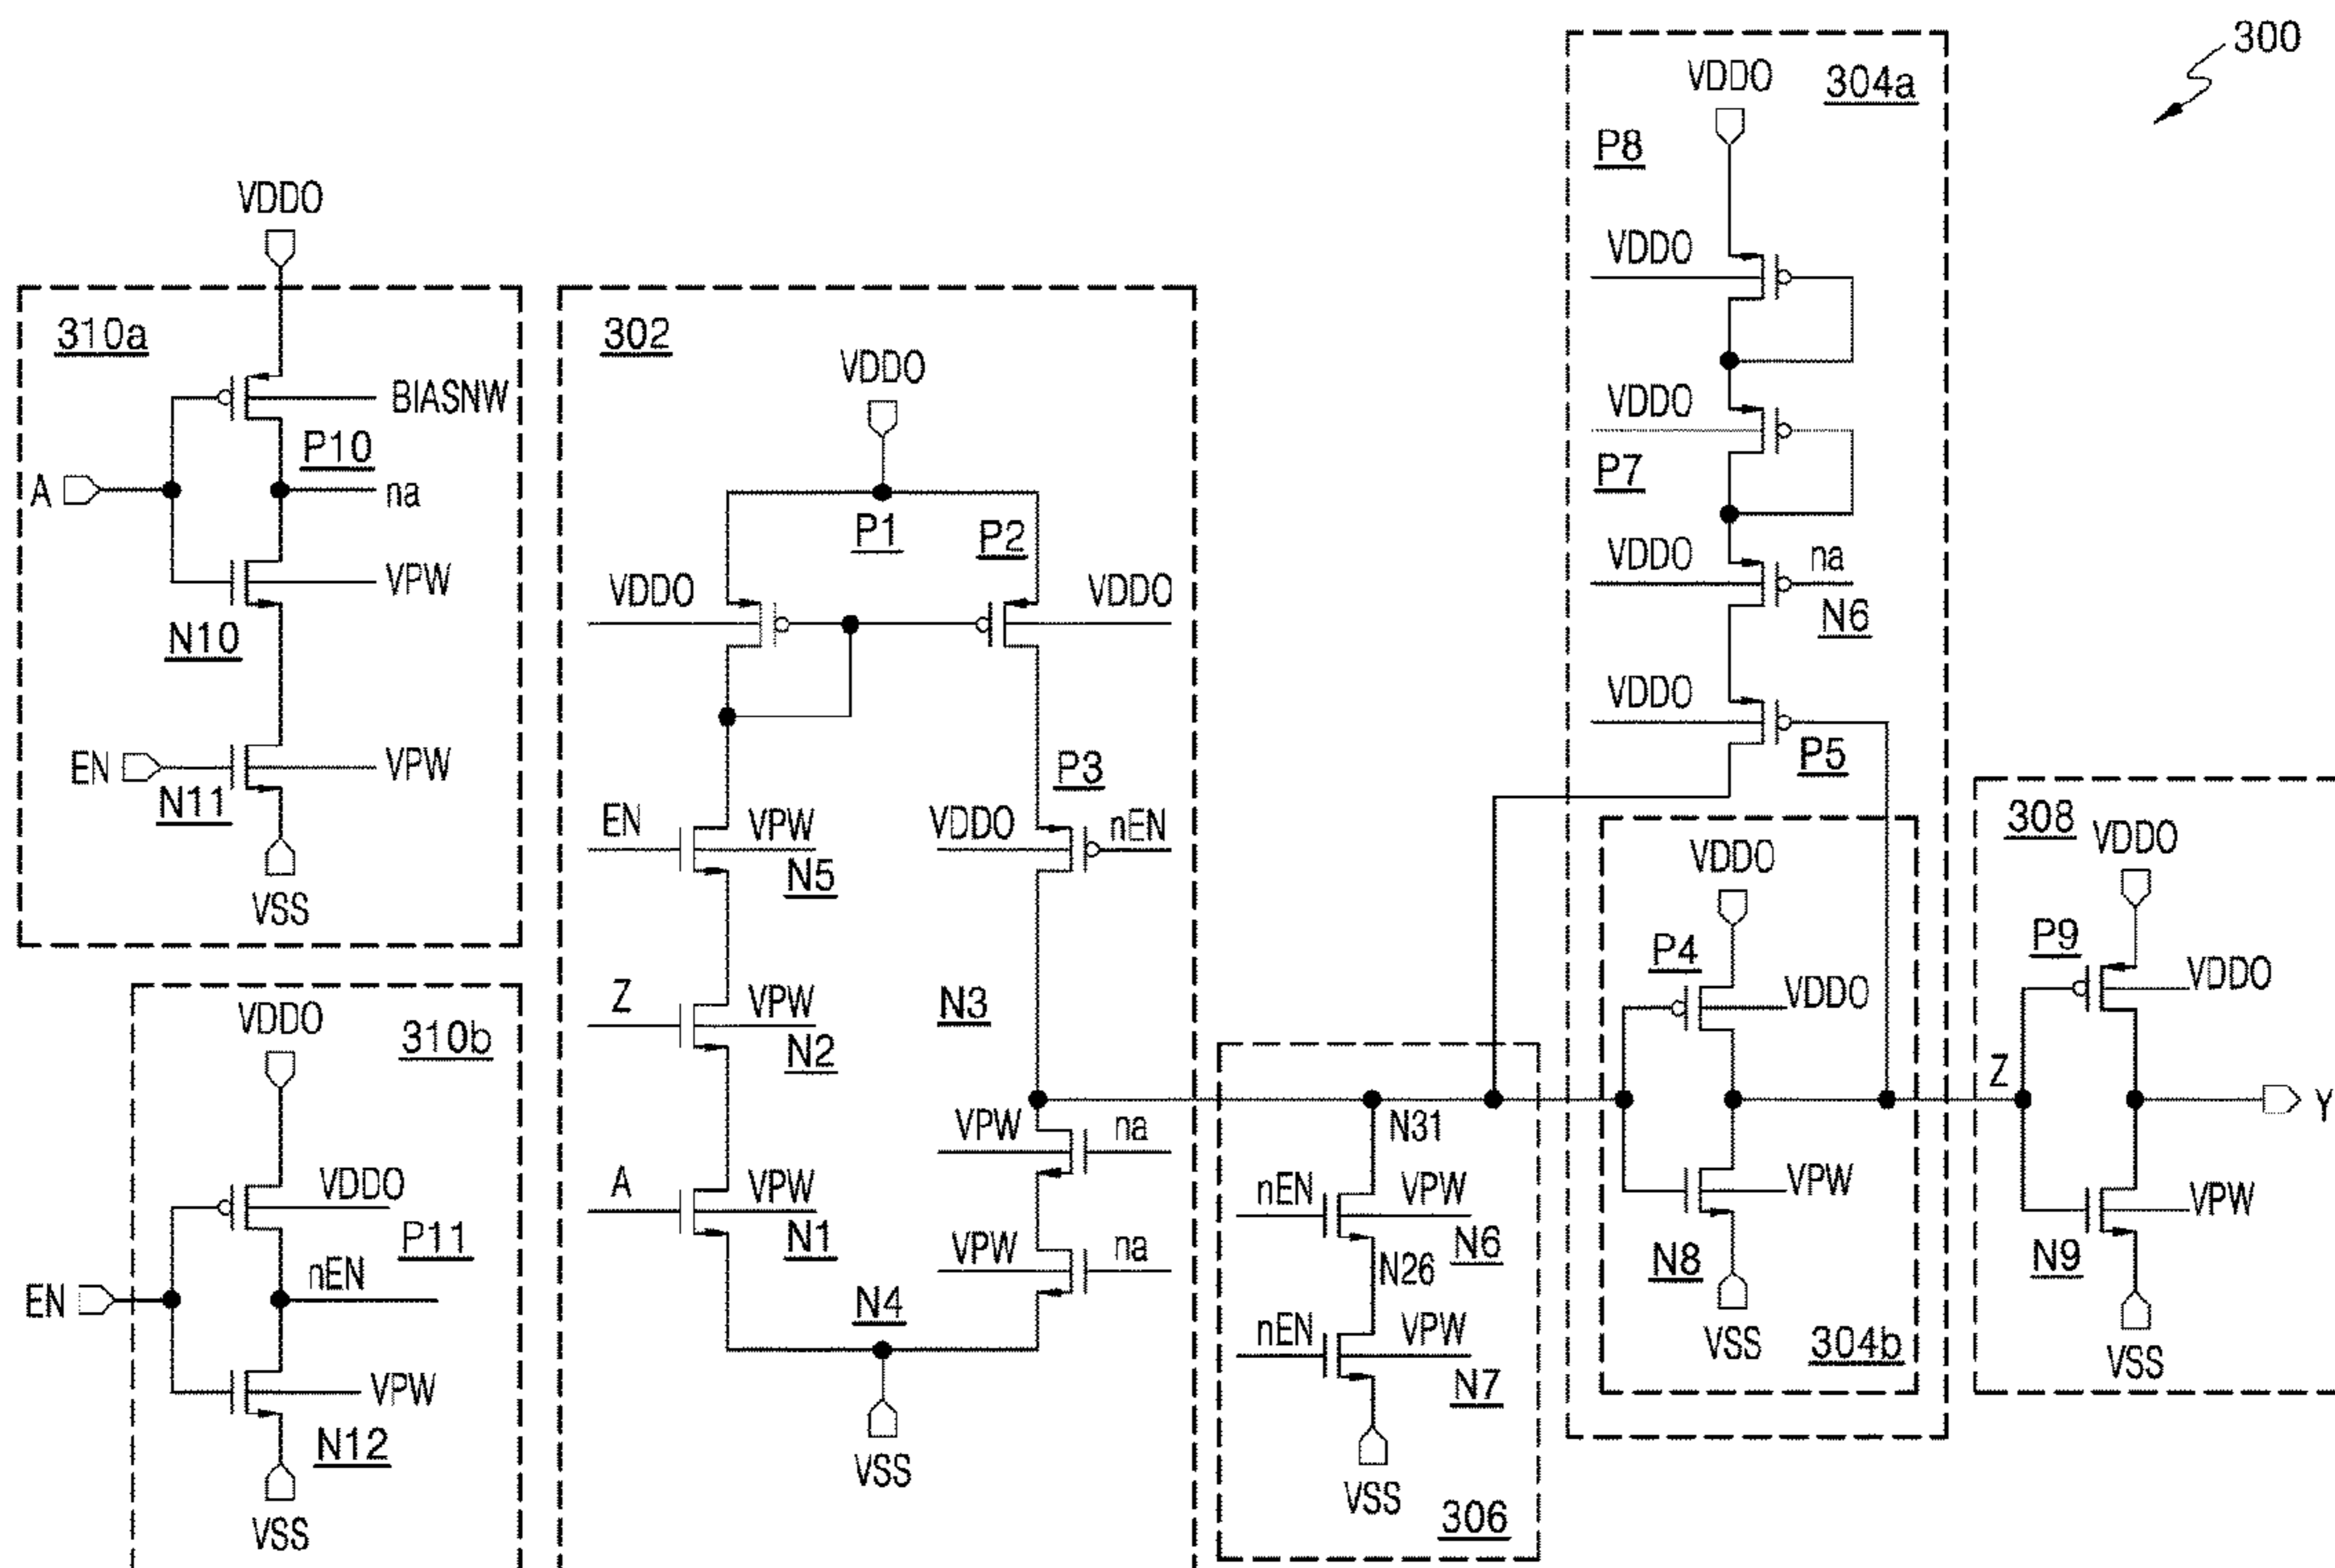 300
VDDO
310a
BIASNW
P10
A
na
VPW
N10
EN
VPW
N11
VSS
VDDO
310b
VDDO
P11
nEN
EN
VPW
N12
VSS
302
VDDO
P1
P2
VDDO
VDDO
P3
EN
VPW
N5
VDDO
nEN
Z
VPW
N2
N3
A
VPW
N1
VPW
na
VPW
na
N4
VSS
N31
nEN
VPW
N6
N26
nEN
VPW
N7
VSS
306
VDDO
304a
P8
VDDO
VDDO
P7
VDDO
na
N6
VDDO
P5
VDDO
P4
VDDO
VPW
N8
VSS
304b
308
VDDO
P9
VDDO
Z
Y
VPW
N9
VSS